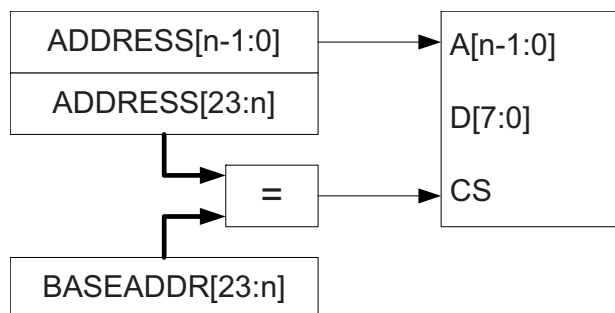 ADDRESS[n-1:0]
A[n-1:0]
ADDRESS[23:n]
D[7:0]
=
CS
BASEADDR[23:n]